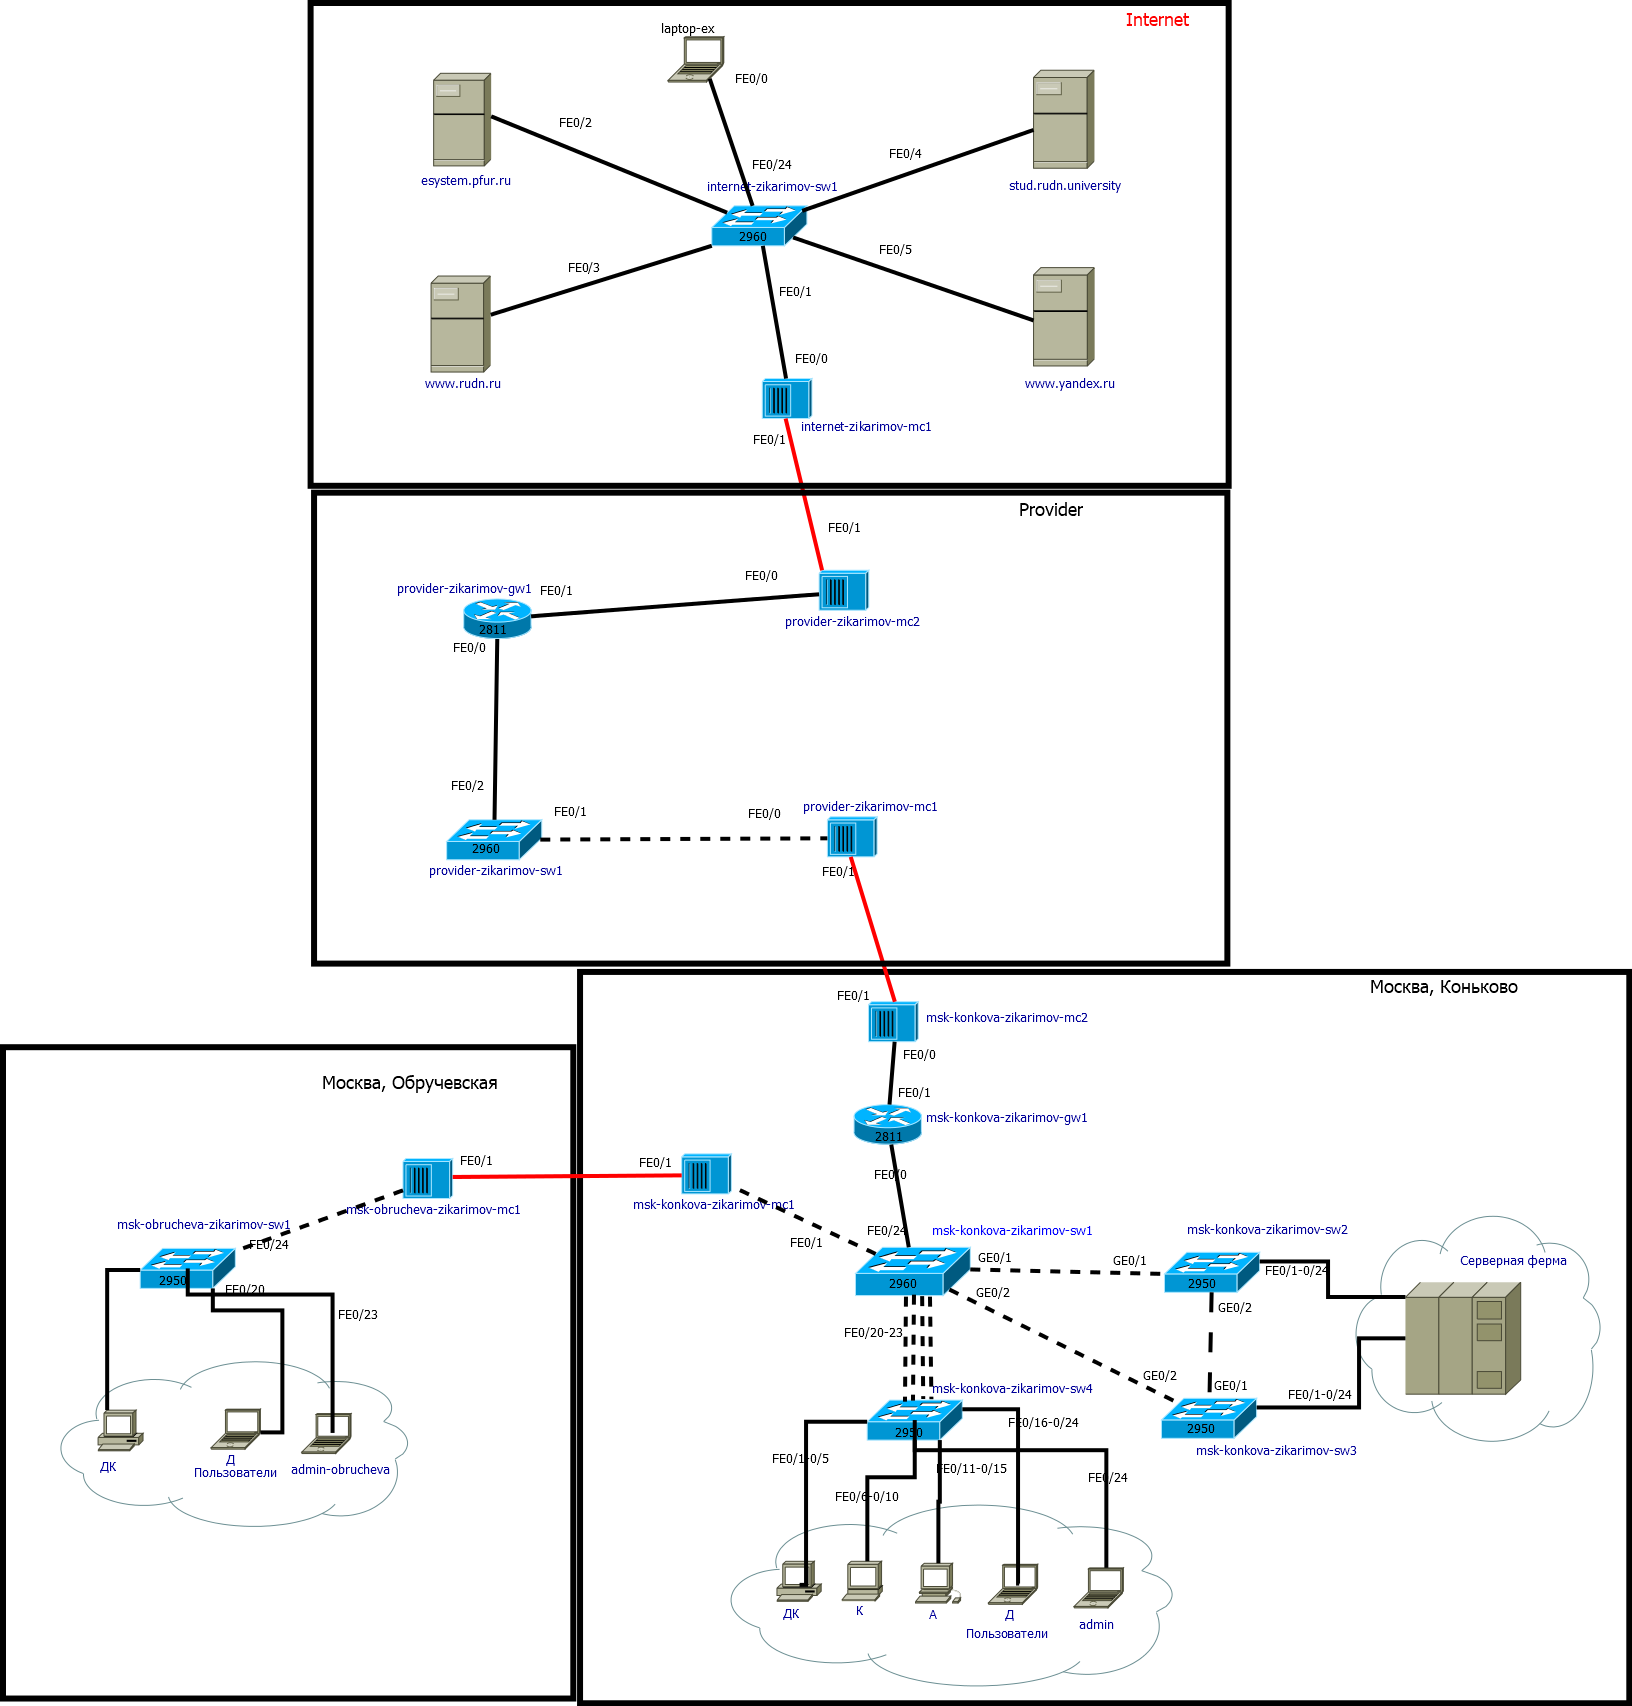 Internet
laptop-ex
FE0/0
FE0/2
FE0/4
FE0/24
esystem.pfur.ru
internet-zikarimov-sw1
stud.rudn.university
2960
FE0/5
FE0/3
FE0/1
FE0/0
www.rudn.ru
www.yandex.ru
internet-zikarimov-mc1
FE0/1
Provider
FE0/1
FE0/0
provider-zikarimov-gw1
FE0/1
2811
provider-zikarimov-mc2
FE0/0
FE0/2
FE0/1
FE0/0
provider-zikarimov-mc1
2960
provider-zikarimov-sw1
FE0/1
Москва, Коньково
FE0/1
msk-konkova-zikarimov-mc2
FE0/0
FE0/1
msk-konkova-zikarimov-gw1
2811
FE0/0
Москва, Обручевская
FE0/1
FE0/1
msk-obrucheva-zikarimov-mc1
msk-konkova-zikarimov-mc1
msk-obrucheva-zikarimov-sw1
FE0/24
2950
FE0/20
FE0/23
ДК
Д
Пользователи
admin-obrucheva
FE0/1
FE0/24
msk-konkova-zikarimov-sw1
2960
GE0/1
GE0/1
msk-konkova-zikarimov-sw2
2950
FE0/1-0/24
Серверная ферма
GE0/2
GE0/2
FE0/20-23
GE0/2
GE0/1
FE0/1-0/24
msk-konkova-zikarimov-sw4
2950
2950
msk-konkova-zikarimov-sw3
FE0/16-0/24
FE0/1-0/5
FE0/11-0/15
FE0/24
FE0/6-0/10
ДК
К
А
Д
admin
Пользователи